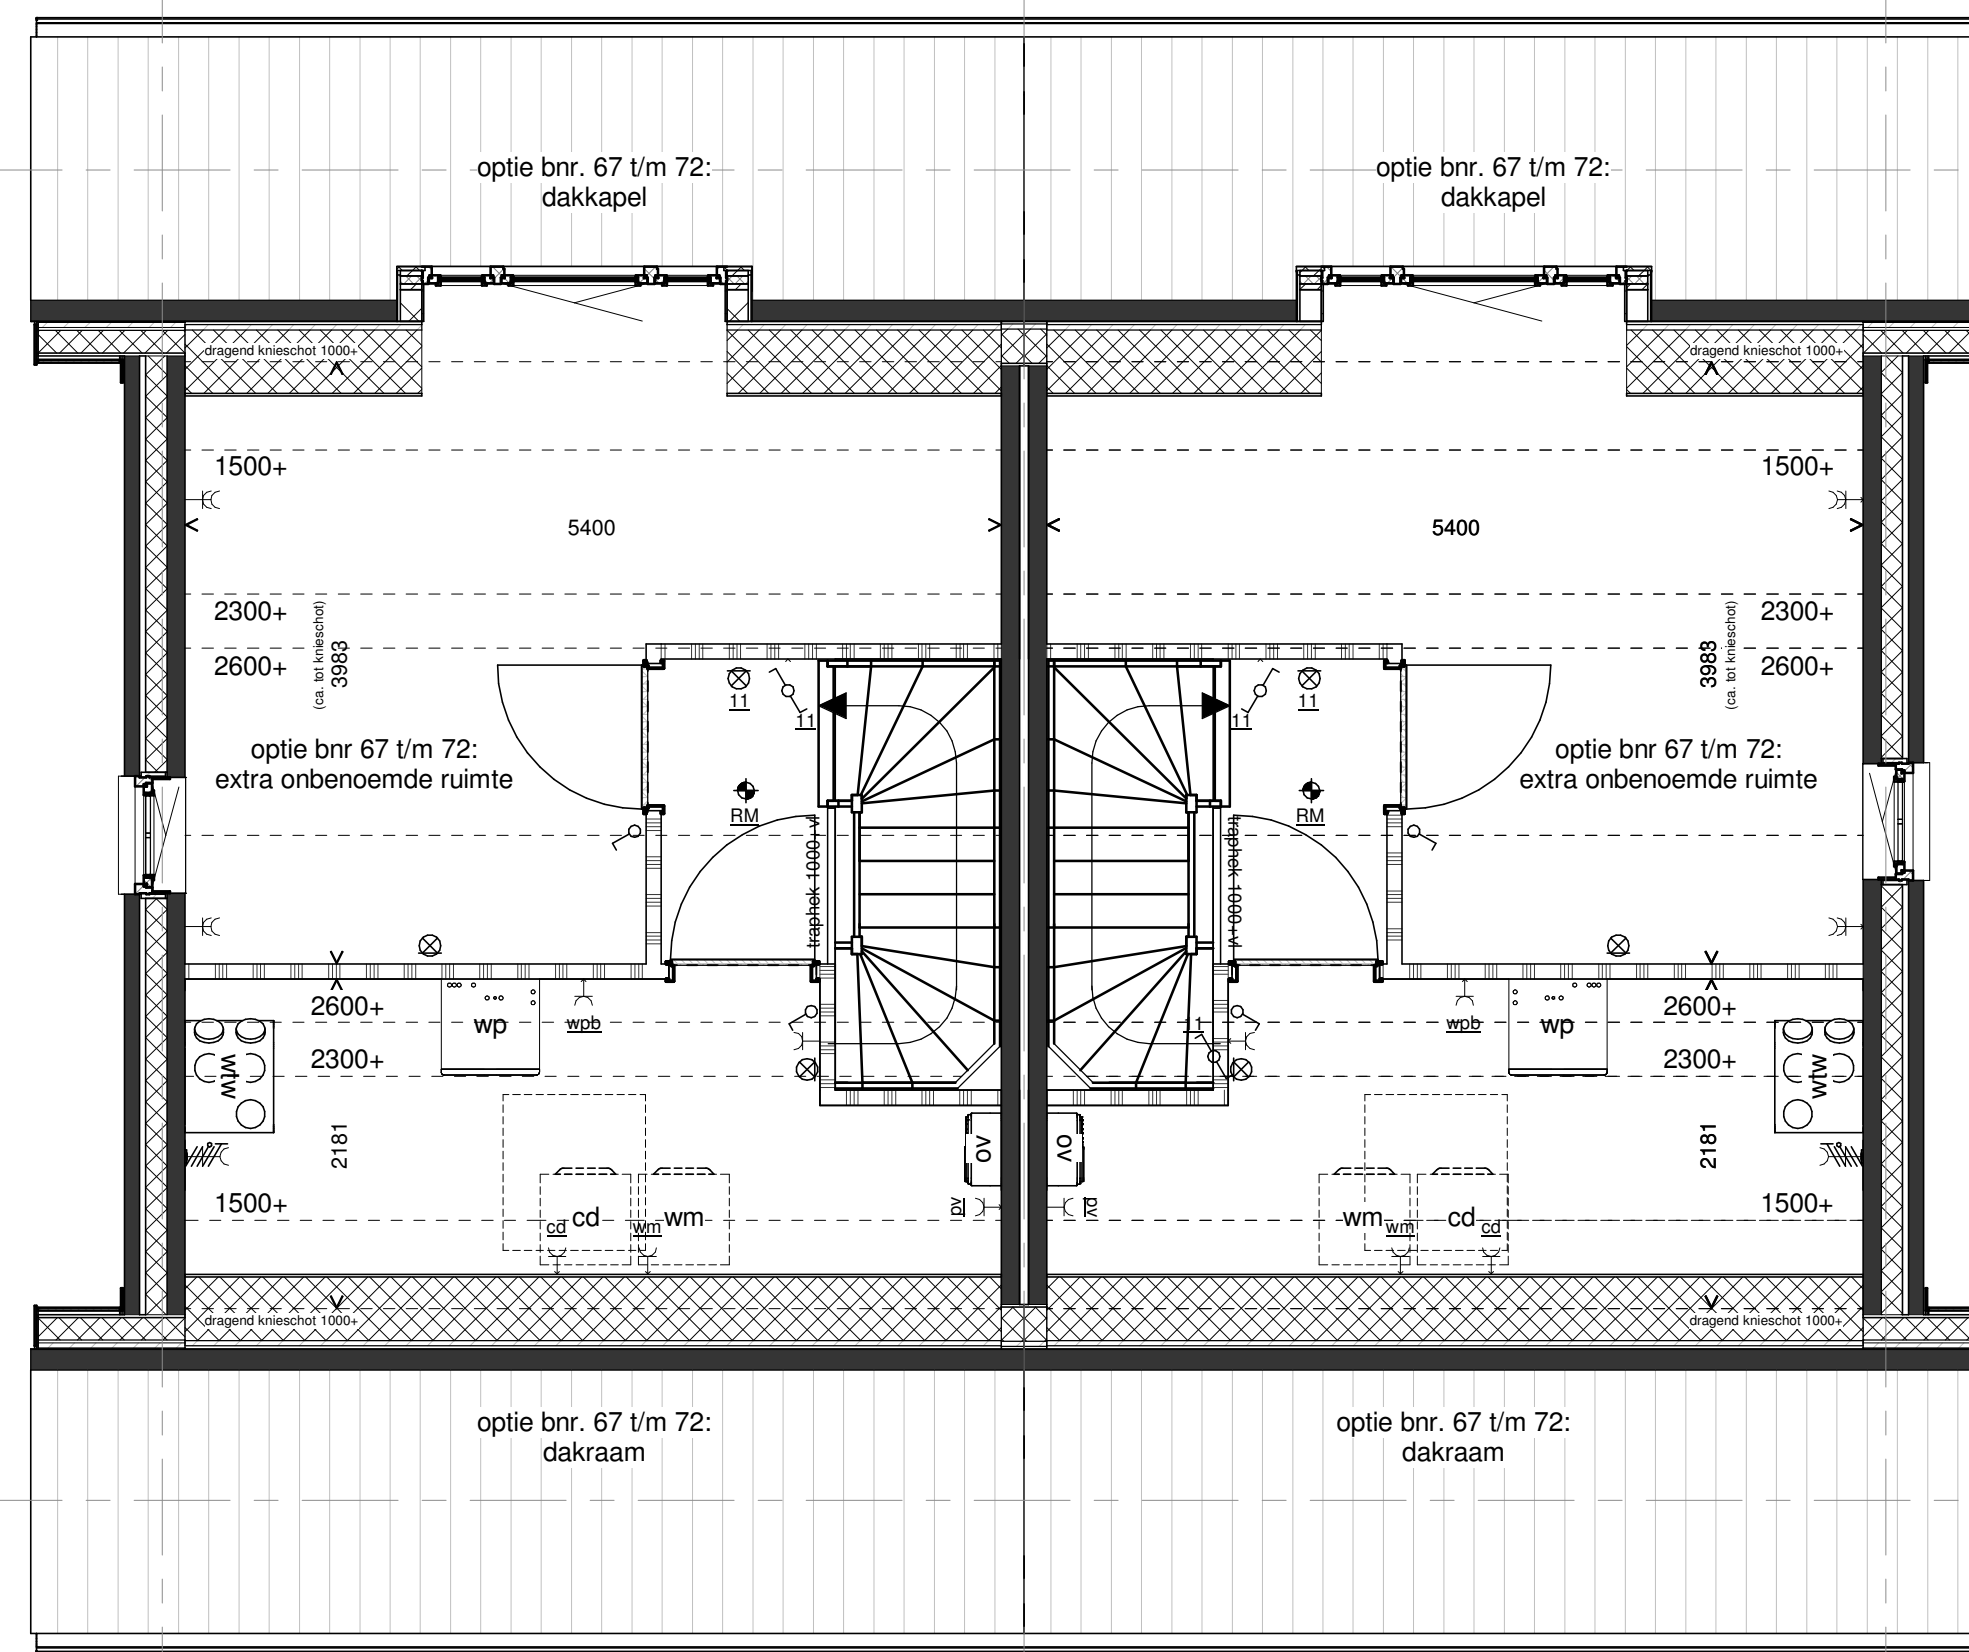 optie bnr. 67 t/m 72:
dakkapel
optie bnr. 67 t/m 72:
dakkapel
dragend knieschot 1000+
dragend knieschot 1000+
1500+
1500+
5400
5400
2300+
2300+
2600+
2600+
3983
(ca. tot knieschot)
3983
(ca. tot knieschot)
11
11
11
11
optie bnr 67 t/m 72:
extra onbenoemde ruimte
optie bnr 67 t/m 72:
extra onbenoemde ruimte
RM
RM
traphek 1000+vl
traphek 1000+vl
2600+
wp
wpb
11
wpb
wp
2600+
2300+
2300+
wtw
wtw
2181
2181
ov
ov
pv
pv
1500+
1500+
cd
cd
wm
wm
wm
wm
cd
cd
dragend knieschot 1000+
dragend knieschot 1000+
optie bnr. 67 t/m 72:
dakraam
optie bnr. 67 t/m 72:
dakraam